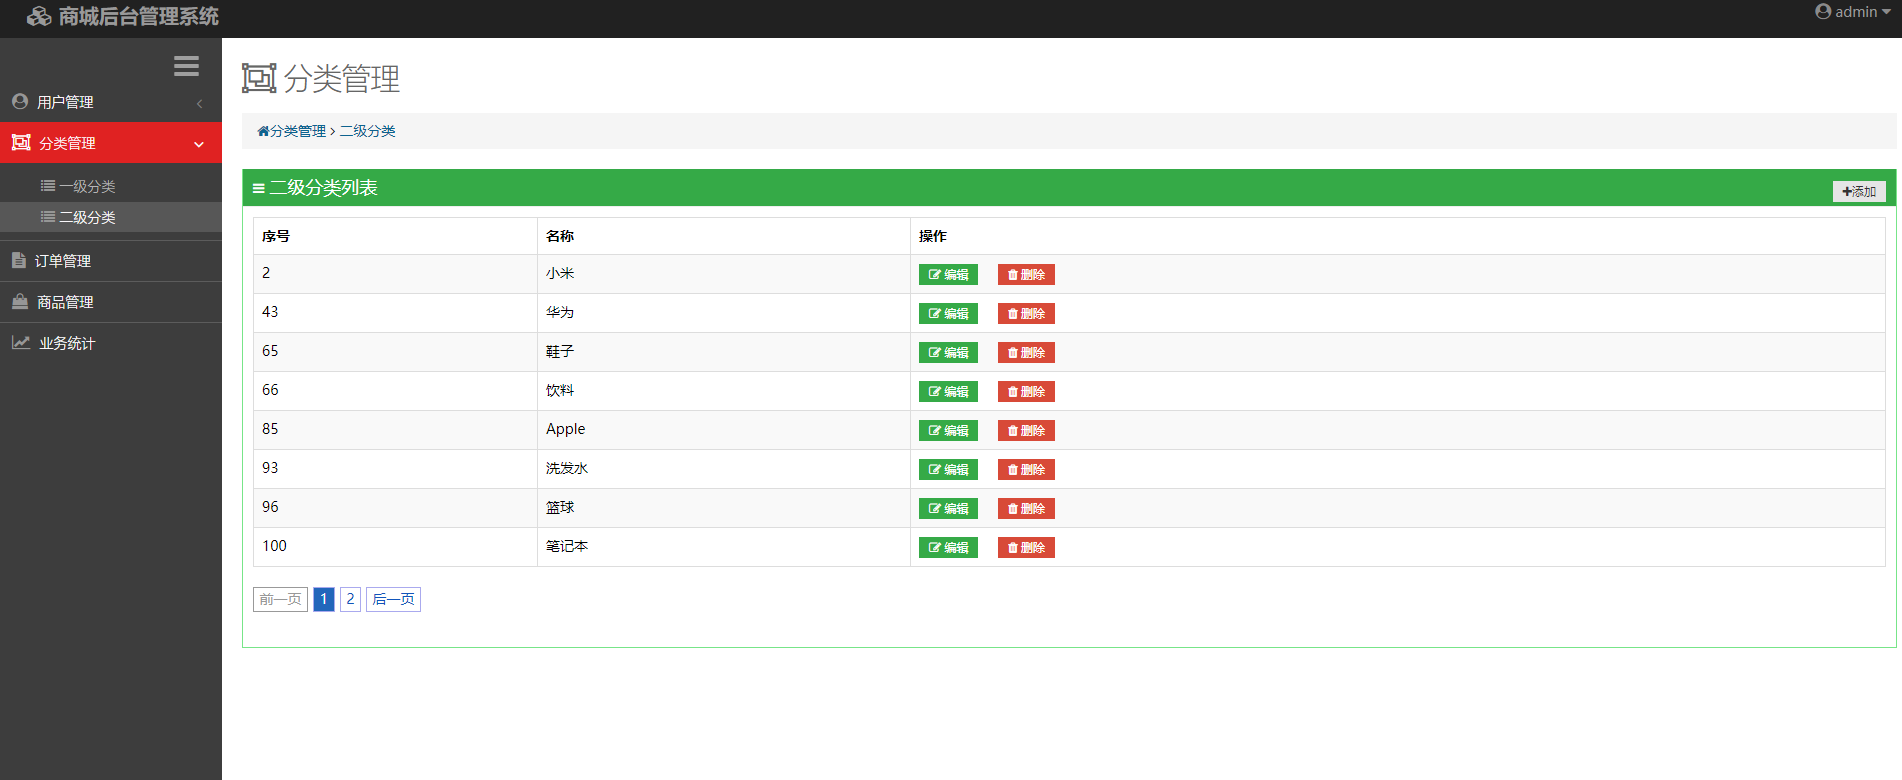 商城后台管理系统
admin
用户管理
分类管理
一级分类
二级分类
订单管理
商品管理
业务统计
分类管理
分类管理 > 二级分类
二级分类列表
添加
序号 名称 操作
2 小米 编辑 删除
43 华为 编辑 删除
65 鞋子 编辑 删除
66 饮料 编辑 删除
85 Apple 编辑 删除
93 洗发水 编辑 删除
96 篮球 编辑 删除
100 笔记本 编辑 删除
前一页 1 2 后一页